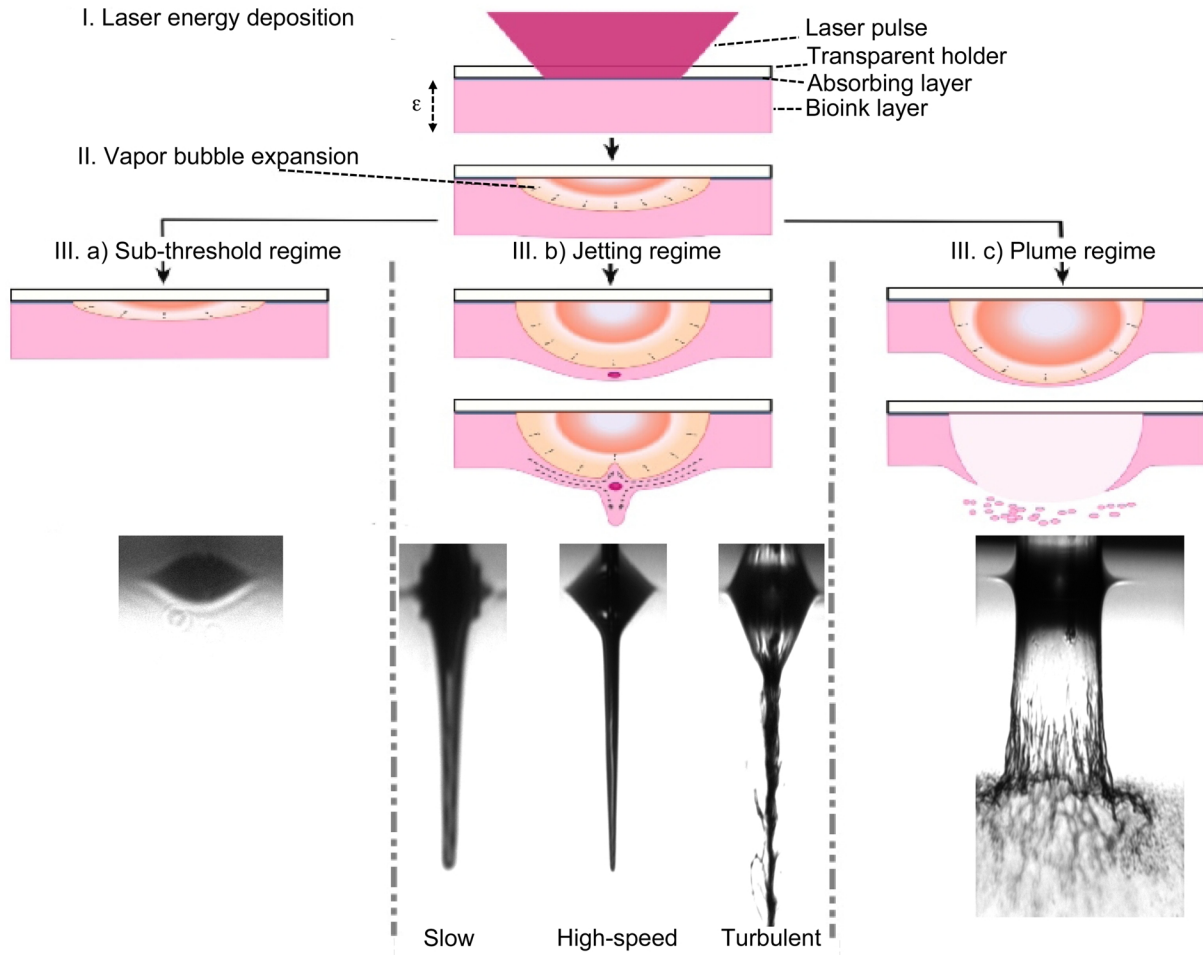 I. Laser energy deposition
Laser pulse
Transparent holder
Absorbing layer
Bioink layer
ε
II. Vapor bubble expansion
III. a) Sub-threshold regime
III. b) Jetting regime
III. c) Plume regime
Slow
High-speed
Turbulent